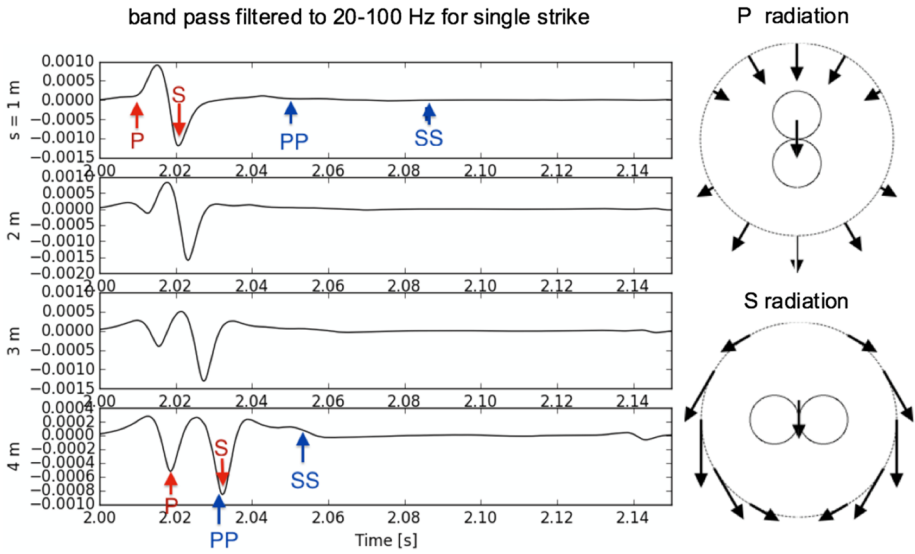 band pass filtered to 20-100 Hz for single strike
P radiation
s = 1 m
0.0010
0.0005
0.0000
−0.0005
−0.0010
−0.0015
P
S
PP
SS
2.00 2.02 2.04 2.06 2.08 2.10 2.12 2.14
2 m
0.0010
0.0005
0.0000
−0.0005
−0.0010
−0.0015
−0.0020
2.00 2.02 2.04 2.06 2.08 2.10 2.12 2.14
S radiation
3 m
0.0010
0.0005
0.0000
−0.0005
−0.0010
−0.0015
2.00 2.02 2.04 2.06 2.08 2.10 2.12 2.14
4 m
0.0004
0.0002
0.0000
−0.0002
−0.0004
−0.0006
−0.0008
−0.0010
S
SS
P
PP
2.00 2.02 2.04 2.06 2.08 2.10 2.12 2.14
Time [s]